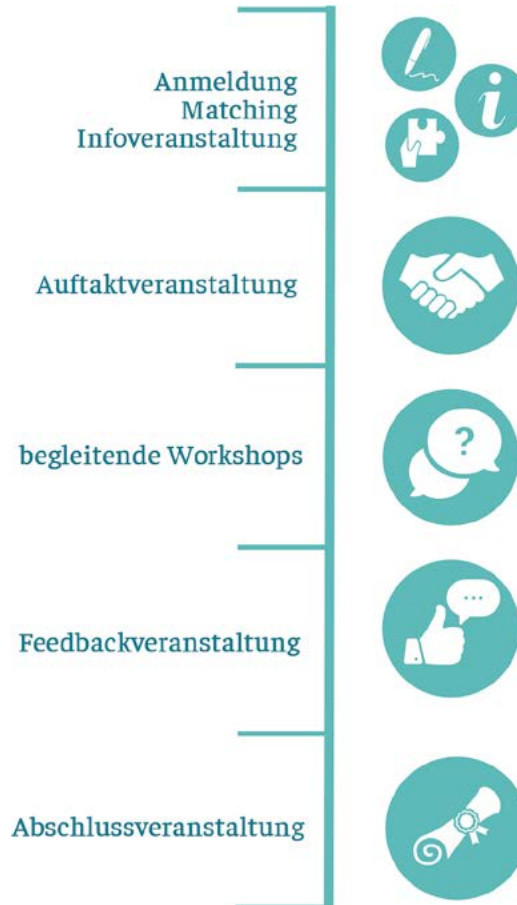 Anmeldung
Matching
Infoveranstaltung
Auftaktveranstaltung
begleitende Workshops
?
Feedbackveranstaltung
...
Abschlussveranstaltung